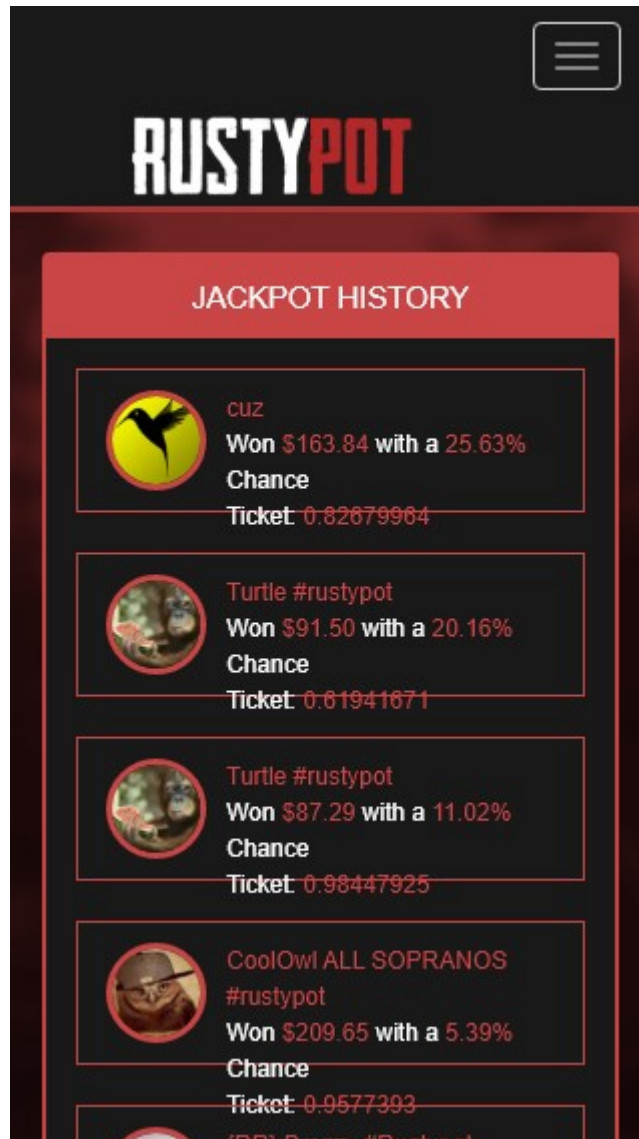 RUSTYPOT
JACKPOT HISTORY
cuz
Won $163.84 with a 25.63%
Chance
Ticket: 0.82679964
Turtle #rustypot
Won $91.50 with a 20.16%
Chance
Ticket: 0.61941671
Turtle #rustypot
Won $87.29 with a 11.02%
Chance
Ticket: 0.98447925
CoolOwl ALL SOPRANOS
#rustypot
Won $209.65 with a 5.39%
Chance
Ticket: 0.9577393